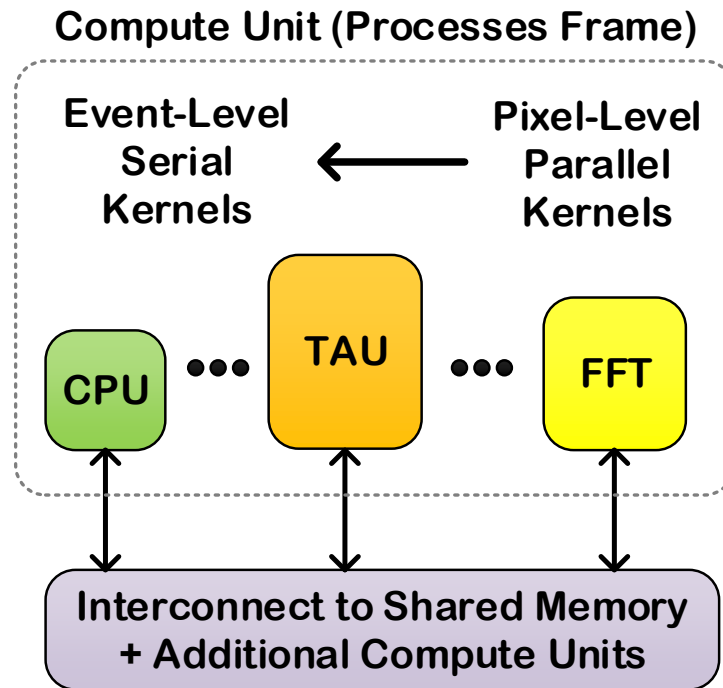 Compute Unit (Processes Frame)
Event-Level
Serial
Kernels
Pixel-Level
Parallel
Kernels
CPU
TAU
FFT
Interconnect to Shared Memory
+ Additional Compute Units